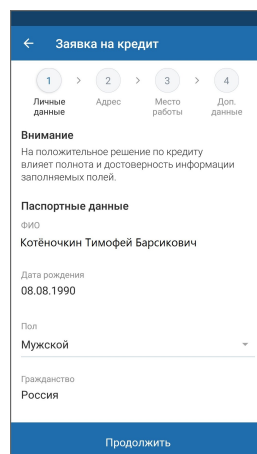 ← Заявка на кредит
1 > 2 > 3 > 4
Личные данные Адрес Место работы Доп. данные
Внимание
На положительное решение по кредиту
влияет полнота и достоверность информации
заполняемых полей.
Паспортные данные
ФИО
Котёночкин Тимофей Барсикович
Дата рождения
08.08.1990
Пол
Мужской
Гражданство
Россия
Продолжить